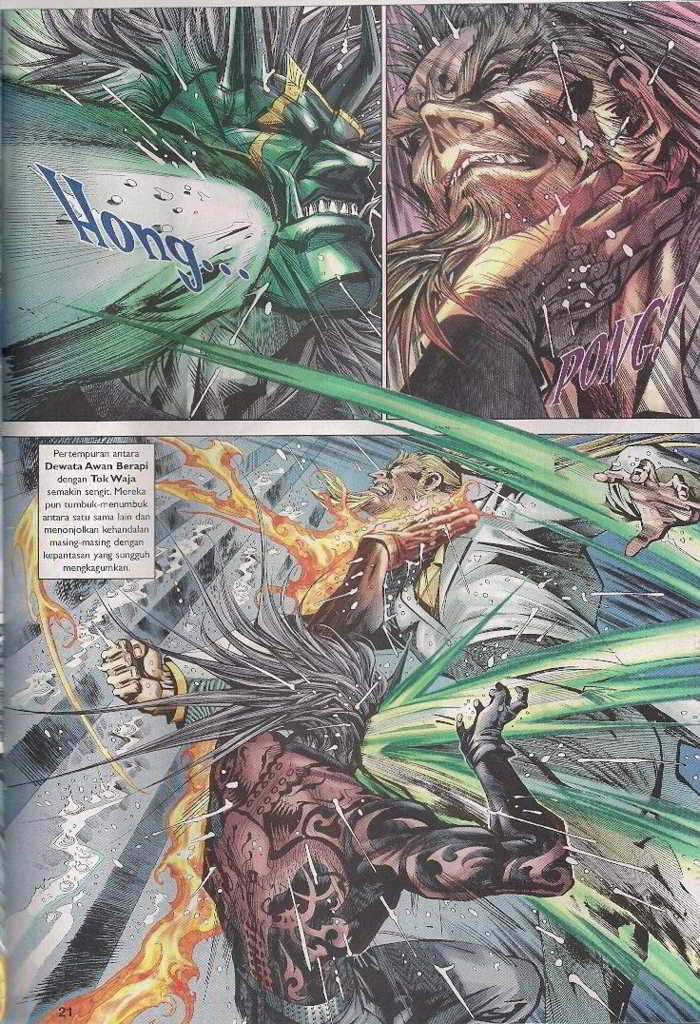 Hong...
PONG!
Pertempuran antara
Dewata Awan Berapi
dengan Tok Waja
semakin sengit. Mereka
pun tumbuk-menumbuk
antara satu sama lain dan
menonjolkan kehandalan
masing-masing dengan
kepantasan yang sungguh
mengkagumkan.
21